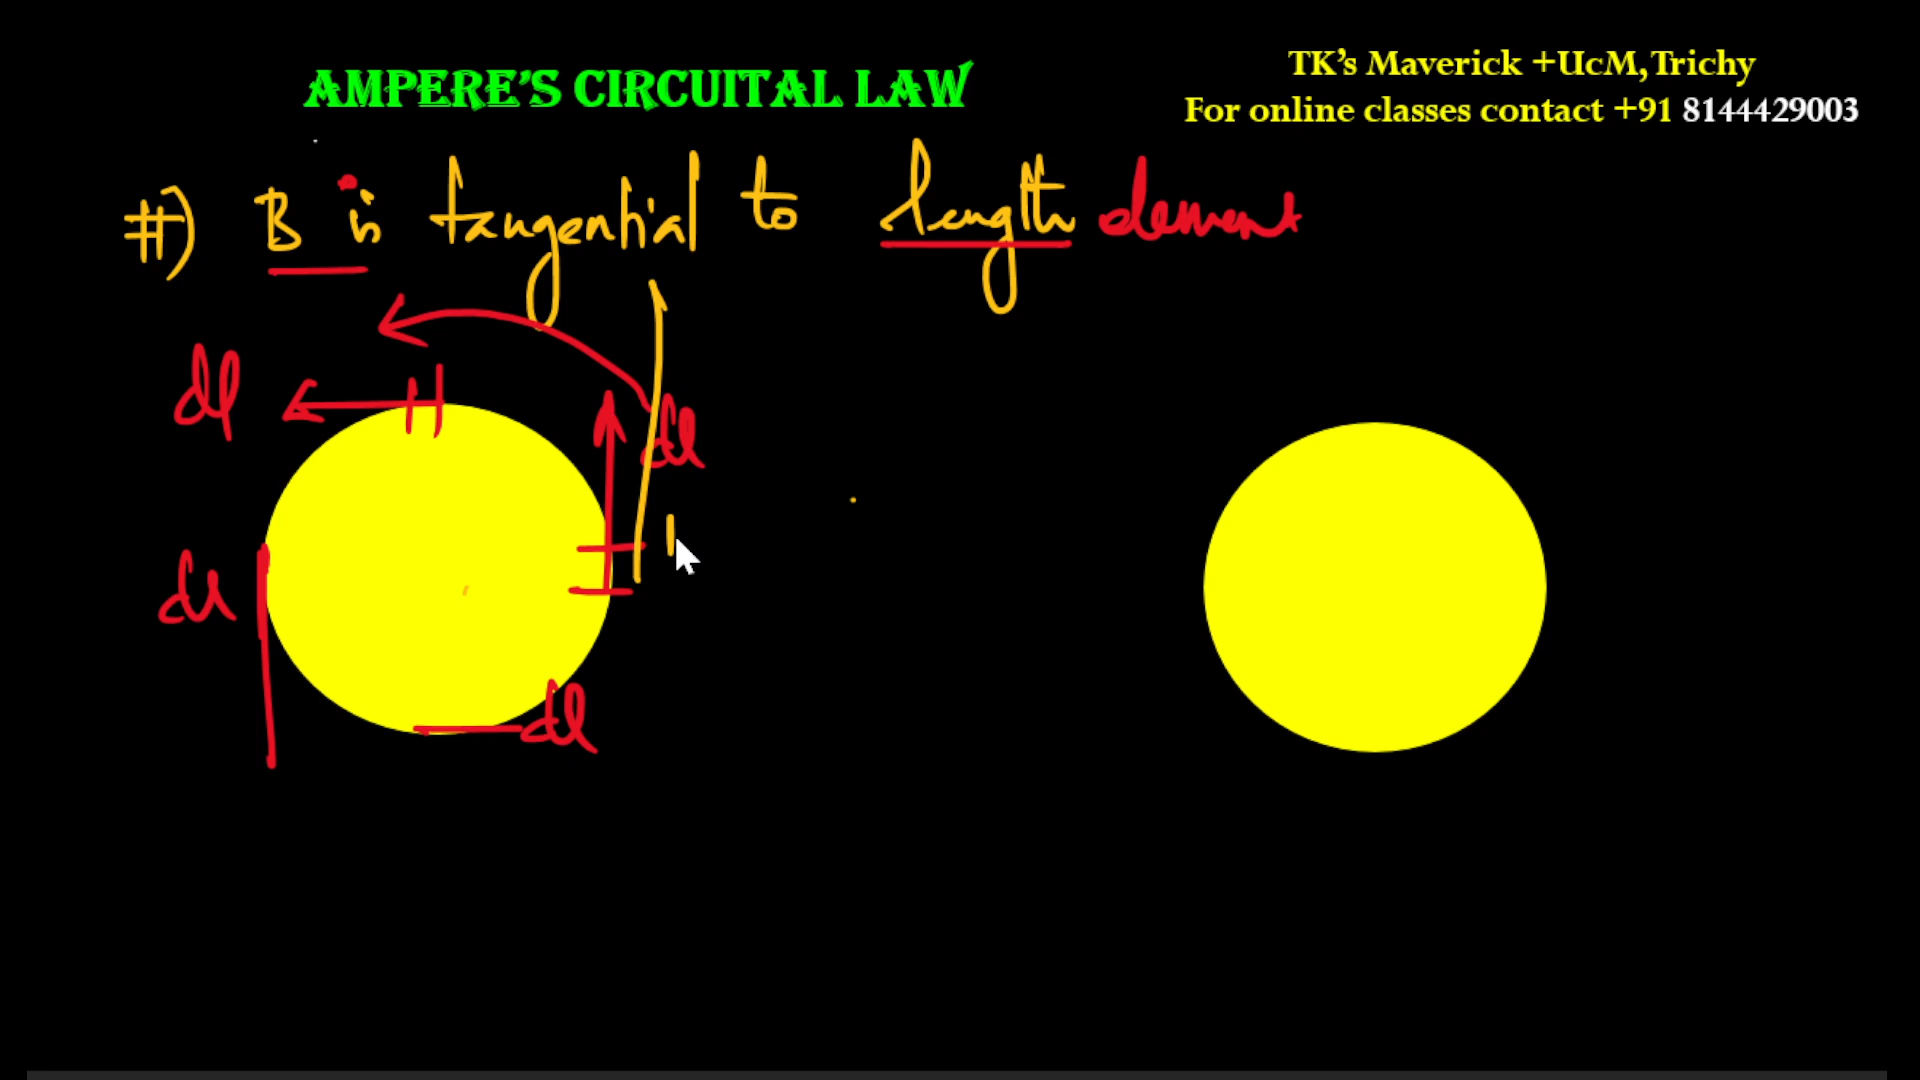 AMPERE'S CIRCUITAL LAW
TK's Maverick +UcM,Trichy
For online classes contact +91 8144429003
#) B is tangential to length element
dl
dl
dl
dl